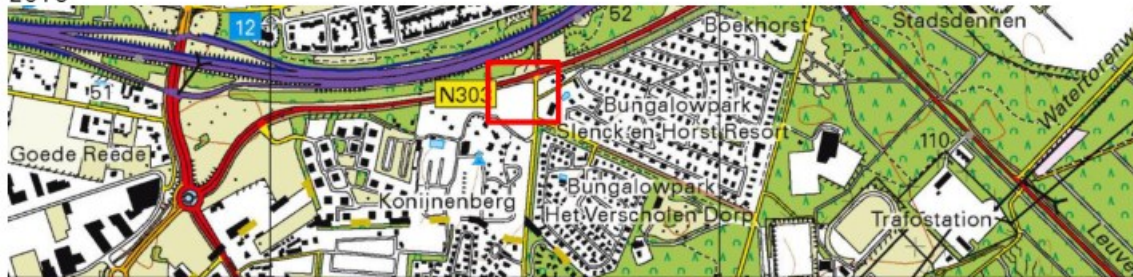 52
Boekhorst
Stadsdennen
12
51
N303
Bungalowpark
Slenck en Horst Resort
110
Goede Reede
Bungalowpark
Konijnenberg
Het Verscholen Dorp
Trafostation